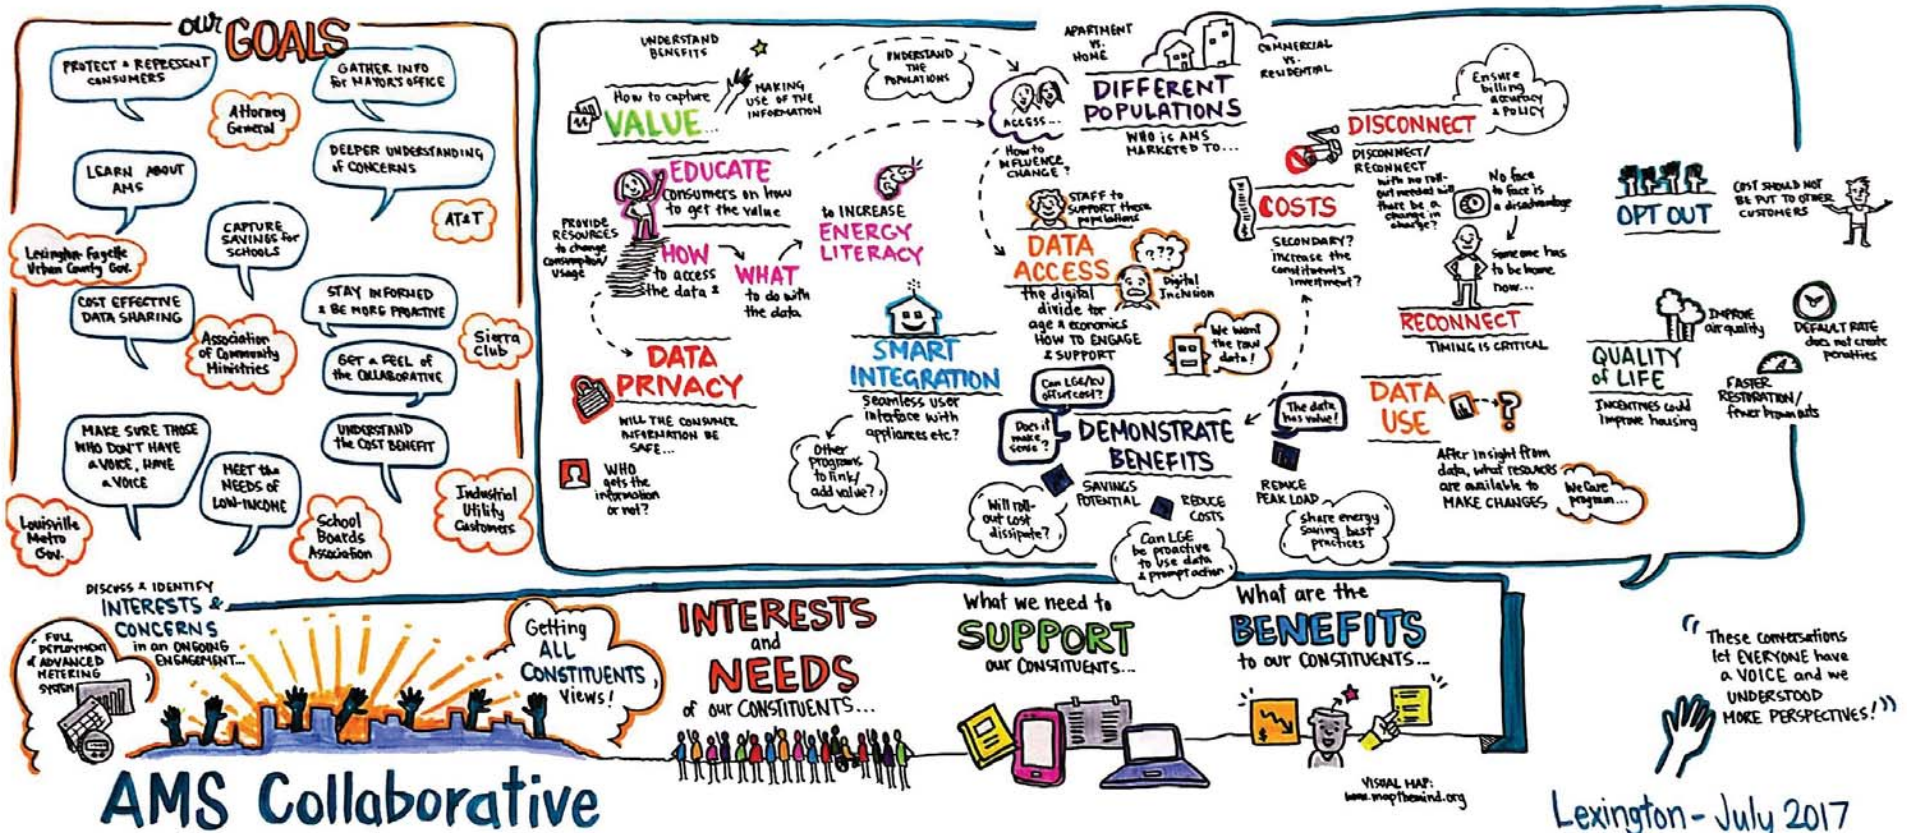 our GOALS
PROTECT & REPRESENT
CONSUMERS
GATHER INFO
for MAYOR'S OFFICE
Attorney
General
DEEPER UNDERSTANDING
of CONCERNS
LEARN ABOUT
AMS
AT&T
CAPTURE
SAVINGS for
SCHOOLS
Lexington-Fayette
Urban County Gov.
COST EFFECTIVE
DATA SHARING
STAY INFORMED
& BE MORE PROACTIVE
Association
of Community
Ministries
Sierra
Club
GET A FEEL of
the COLLABORATIVE
MAKE SURE THOSE
WHO DON'T HAVE
a VOICE, HAVE
a VOICE
UNDERSTAND
the COST BENEFIT
MEET the
NEEDS OF
LOW-INCOME
Louisville
Metro
Gov.
School
Boards
Association
Industrial
Utility
Customers
UNDERSTAND
BENEFITS
How to capture
VALUE...
MAKING
USE OF THE
INFORMATION
UNDERSTAND
THE
POPULATIONS
EDUCATE
consumers on how
to get the value
PROVIDE
RESOURCES
to change
consumption/
usage
HOW
to access
the data &
WHAT
to do with
the data
to INCREASE
ENERGY
LITERACY
DATA
PRIVACY
WILL THE CONSUMER
INFORMATION BE
SAFE...
WHO
gets the
information
or not?
SMART
INTEGRATION
Seamless user
interface with
appliances etc?
Other
programs
to link/
add value?
APARTMENT
vs.
HOME
COMMERCIAL
vs.
RESIDENTIAL
ACCESS...
DIFFERENT
POPULATIONS
WHO is AMS
MARKETED TO...
How to
INFLUENCE
CHANGE?
STAFF to
SUPPORT these
populations
DATA
ACCESS
???
Digital
Inclusion
the digital
divide for
age & economics
HOW TO ENGAGE
& SUPPORT
We want
the raw
data!
Can LGE/KU
offset cost?
Does it
make
sense?
DEMONSTRATE
BENEFITS
The data
has value!
SAVINGS
POTENTIAL
REDUCE
COSTS
REDUCE
PEAK LOAD
Will roll-
out cost
dissipate?
Can LGE
be proactive
to use data
& prompt action
Share energy
saving best
practices
Ensure
billing
accuracy
& POLICY
DISCONNECT
DISCONNECT/
RECONNECT
with no roll-
out needed will
there be a
change in
charge?
No face
to face is
a disadvantage
COSTS
SECONDARY?
Increase the
constituent's
investment?
Someone has
to be home
now...
RECONNECT
TIMING IS CRITICAL
DATA
USE
?
After insight from
data, what resources
are available to
MAKE CHANGES
WeCare
program...
OPT OUT
COST SHOULD NOT
BE PUT TO OTHER
CUSTOMERS
QUALITY
of LIFE
INCENTIVES could
improve housing
IMPROVE
air quality
DEFAULT RATE
does not create
penalties
FASTER
RESTORATION/
fewer brown outs
DISCUSS & IDENTIFY
INTERESTS &
CONCERNS
in an ONGOING
ENGAGEMENT...
FULL
DEPLOYMENT
of ADVANCED
METERING
SYSTEM
Getting
ALL
CONSTITUENTS
Views!
AMS Collaborative
INTERESTS
and
NEEDS
of our CONSTITUENTS...
What we need to
SUPPORT
our CONSTITUENTS...
What are the
BENEFITS
to our CONSTITUENTS...
$
VISUAL MAP:
www.mapthemind.org
"These conversations
let EVERYONE have
a VOICE and we
UNDERSTOOD
MORE PERSPECTIVES!"
Lexington - July 2017